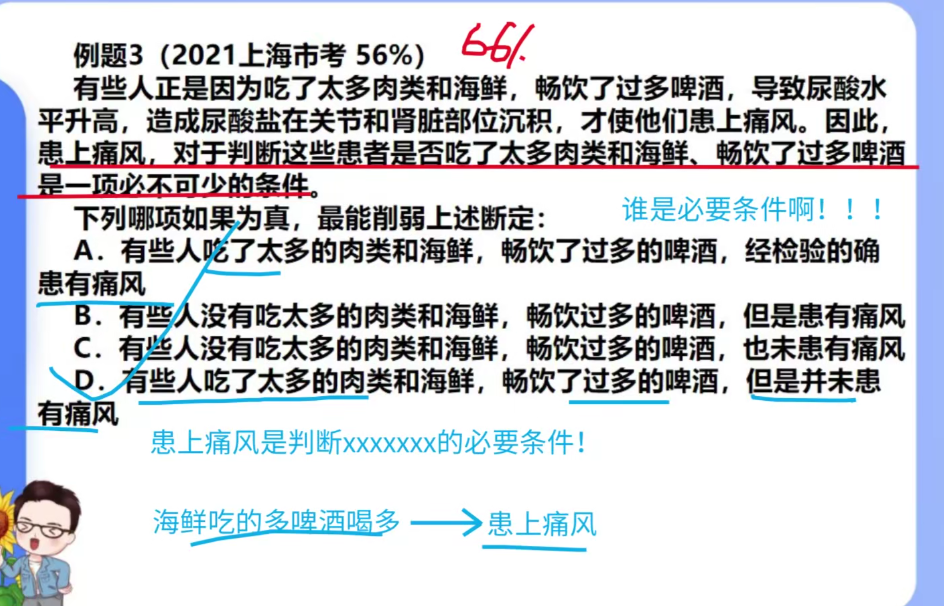 例题3（2021上海市考 56%） 66%
有些人正是因为吃了太多肉类和海鲜，畅饮了过多啤酒，导致尿酸水
平升高，造成尿酸盐在关节和肾脏部位沉积，才使他们患上痛风。因此，
患上痛风，对于判断这些患者是否吃了太多肉类和海鲜、畅饮了过多啤酒
是一项必不可少的条件。
下列哪项如果为真，最能削弱上述断定：
谁是必要条件啊！！！
A．有些人吃了太多的肉类和海鲜，畅饮了过多的啤酒，经检验的确
患有痛风
B．有些人没有吃太多的肉类和海鲜，畅饮过多的啤酒，但是患有痛风
C．有些人没有吃太多的肉类和海鲜，畅饮过多的啤酒，也未患有痛风
D．有些人吃了太多的肉类和海鲜，畅饮了过多的啤酒，但是并未患
有痛风
患上痛风是判断xxxxxxx的必要条件！
海鲜吃的多啤酒喝多 → 患上痛风